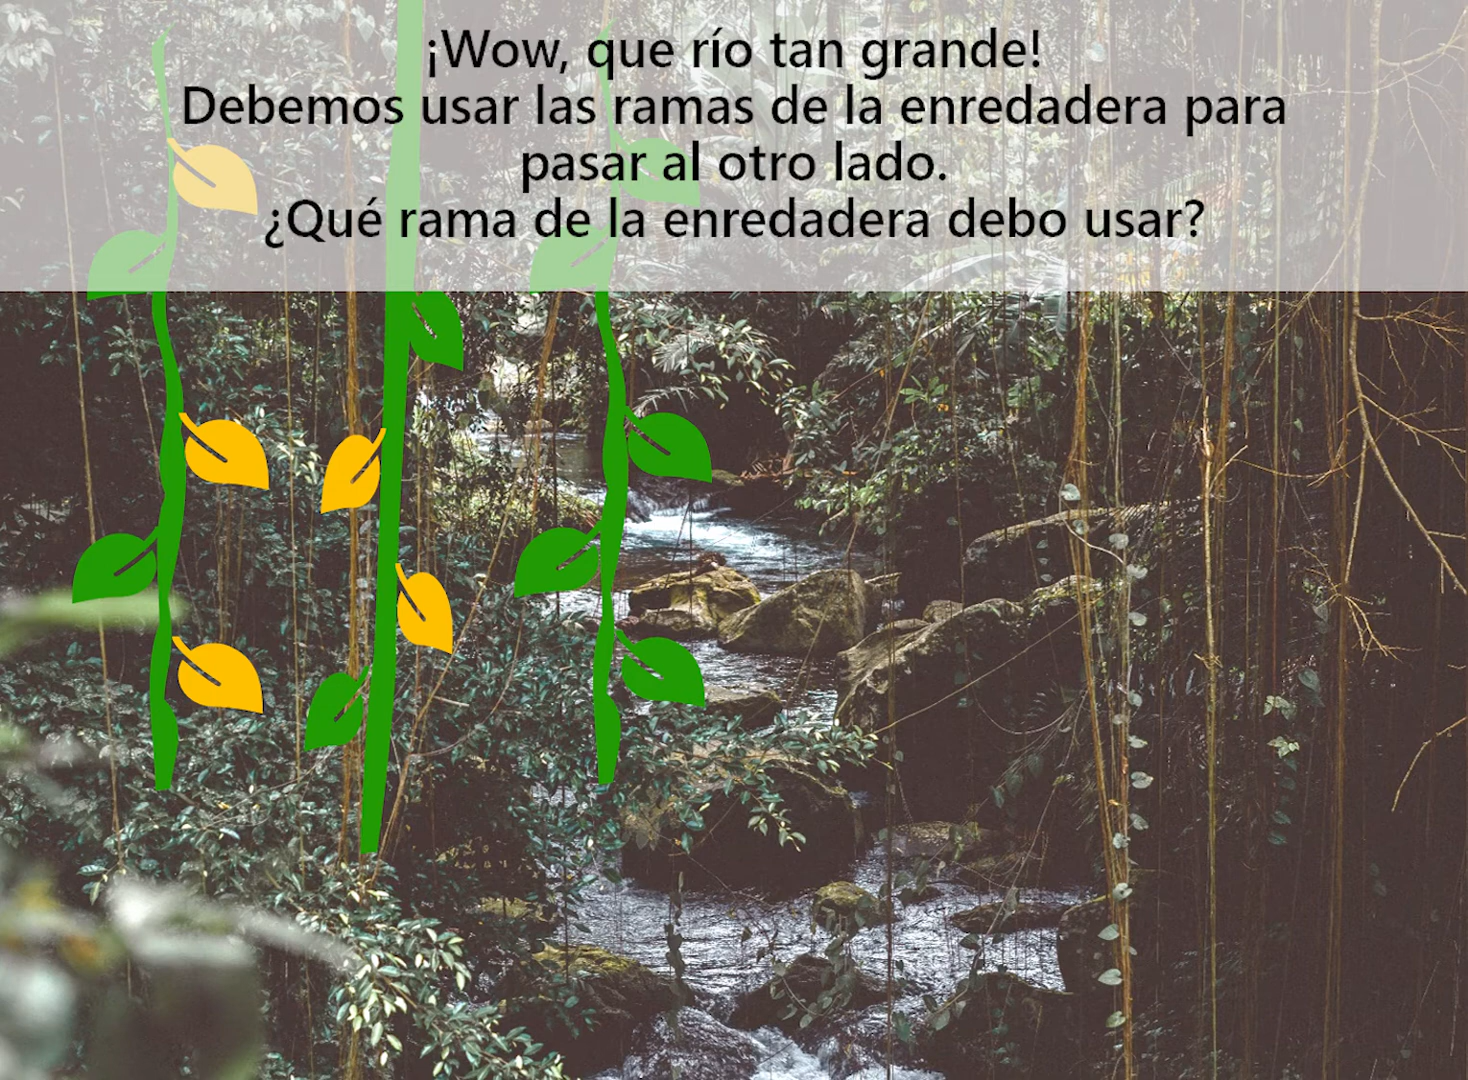 ¡Wow, que río tan grande!
Debemos usar las ramas de la enredadera para
pasar al otro lado.
¿Qué rama de la enredadera debo usar?